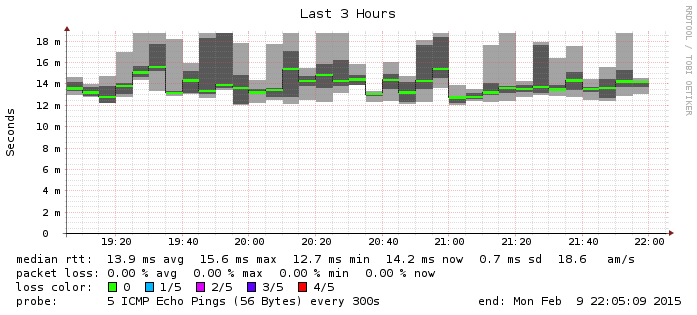 Last 3 Hours
RRDTOOL / TOBI OETIKER
Seconds
18 m
16 m
14 m
12 m
10 m
8 m
6 m
4 m
2 m
0
19:20 19:40 20:00 20:20 20:40 21:00 21:20 21:40 22:00
median rtt: 13.9 ms avg 15.6 ms max 12.7 ms min 14.2 ms now 0.7 ms sd 18.6 am/s
packet loss: 0.00 % avg 0.00 % max 0.00 % min 0.00 % now
loss color: 0 1/5 2/5 3/5 4/5
probe: 5 ICMP Echo Pings (56 Bytes) every 300s end: Mon Feb 9 22:05:09 2015